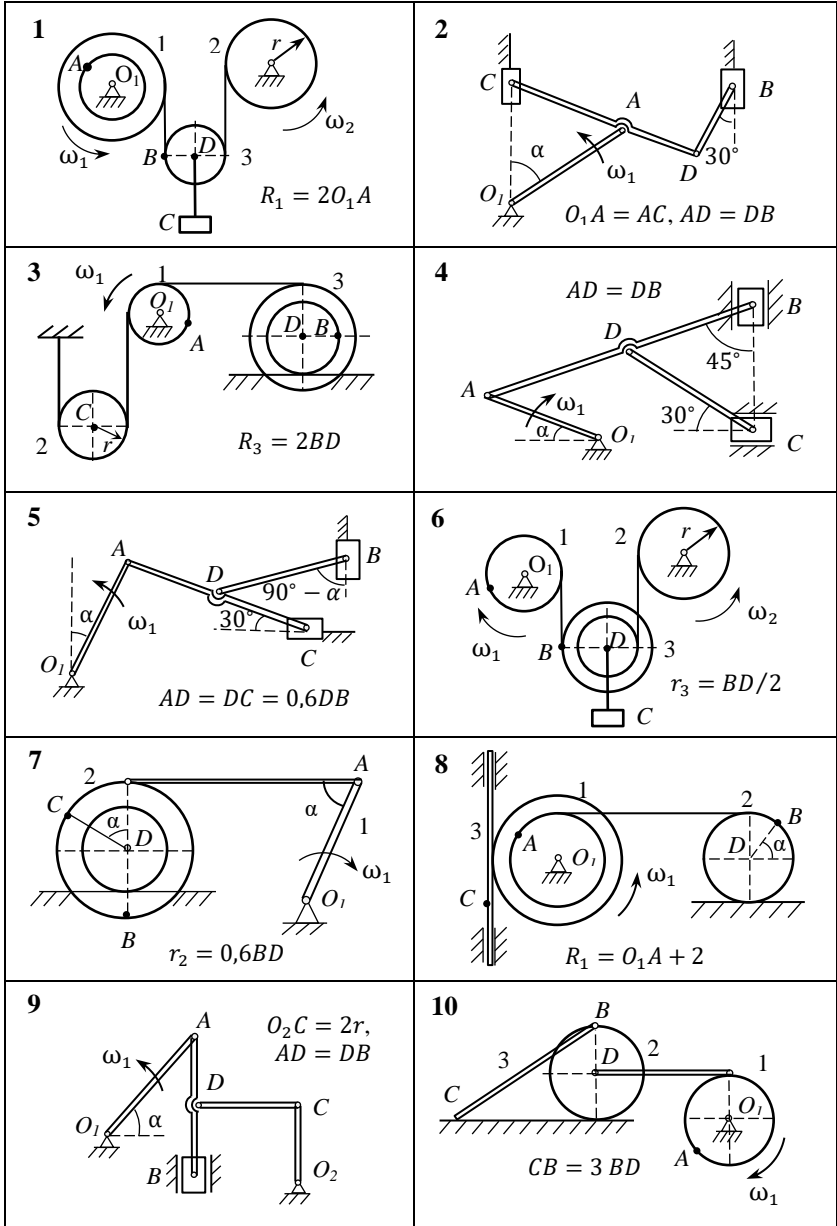 1
A
O₁
1
2
r
ω₁
ω₂
B
D
3
C
R₁ = 2O₁A
2
C
A
B
α
ω₁
D
30°
O₁
O₁A = AC, AD = DB
3
ω₁
1
O₁
A
3
D
B
C
2
r
R₃ = 2BD
4
AD = DB
B
D
45°
A
ω₁
α
O₁
30°
C
5
A
D
B
α
ω₁
90° − α
30°
C
O₁
AD = DC = 0,6DB
6
1
2
r
O₁
A
ω₁
ω₂
B
D
3
C
r₃ = BD/2
7
2
A
C
α
D
α
1
ω₁
O₁
B
r₂ = 0,6BD
8
1
2
B
3
A
O₁
D
α
C
ω₁
R₁ = O₁A + 2
9
A
O₂C = 2r,
AD = DB
ω₁
D
O₁
α
C
B
O₂
10
B
3
D
2
1
C
O₁
A
CB = 3 BD
ω₁